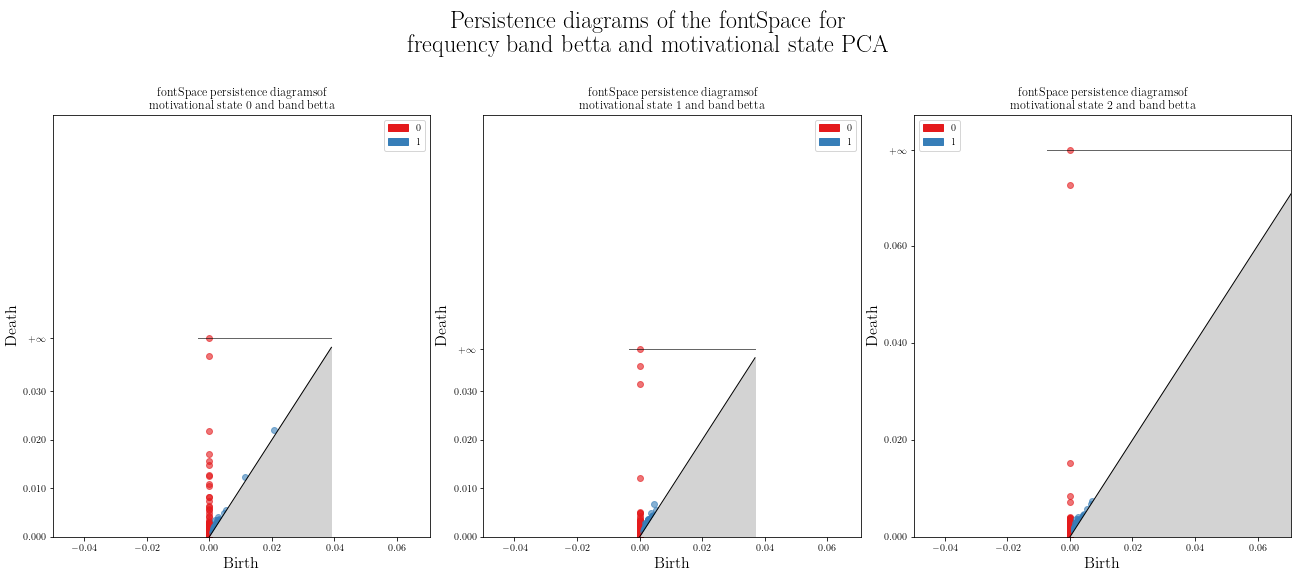 Persistence diagrams of the fontSpace for
frequency band betta and motivational state PCA
fontSpace persistence diagramsof
motivational state 0 and band betta
0
1
Death
+∞
0.030
0.020
0.010
0.000
−0.04
−0.02
0.00
0.02
0.04
0.06
Birth
fontSpace persistence diagramsof
motivational state 1 and band betta
0
1
Death
+∞
0.030
0.020
0.010
0.000
−0.04
−0.02
0.00
0.02
0.04
0.06
Birth
fontSpace persistence diagramsof
motivational state 2 and band betta
0
1
Death
+∞
0.060
0.040
0.020
0.000
−0.04
−0.02
0.00
0.02
0.04
0.06
Birth